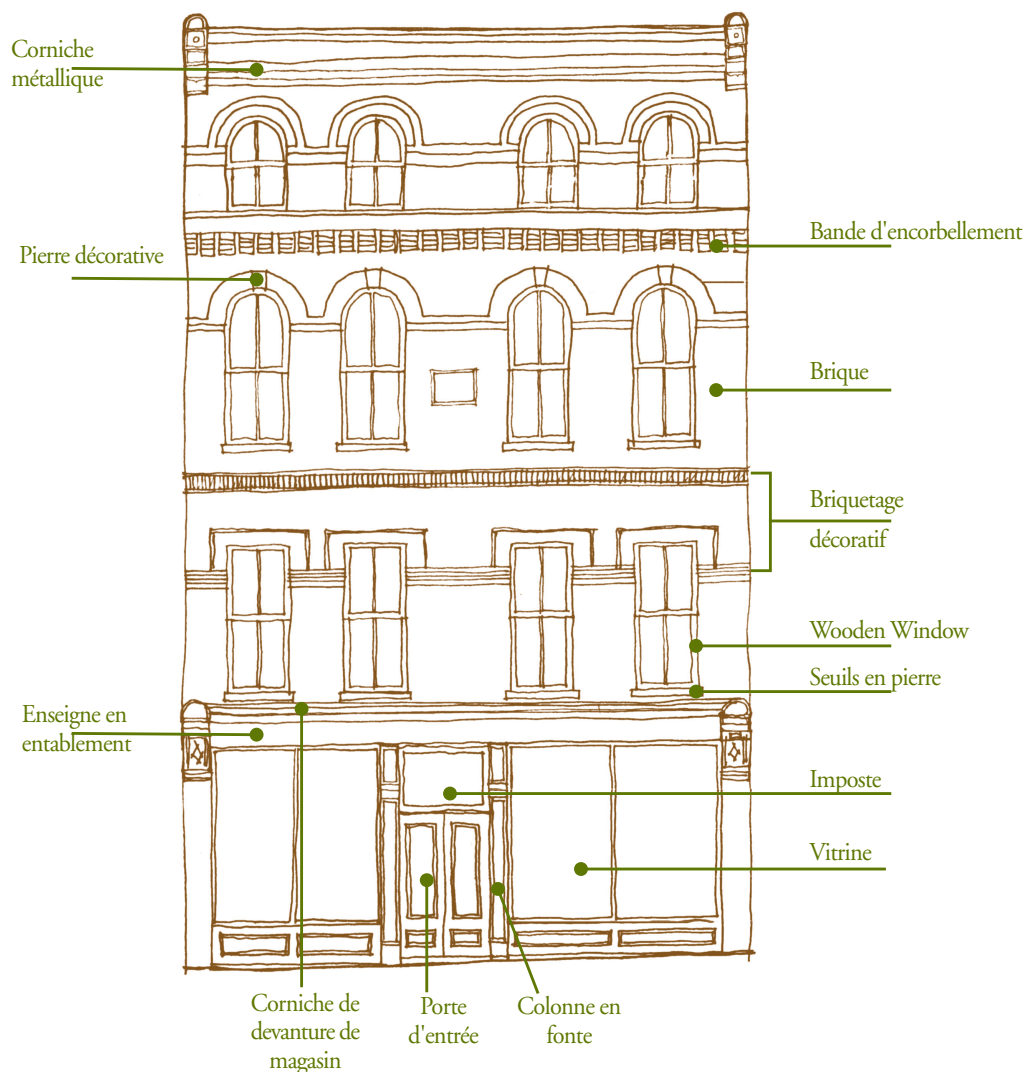 Corniche
métallique
Bande d'encorbellement
Pierre décorative
Brique
Briquetage
décoratif
Wooden Window
Seuils en pierre
Enseigne en
entablement
Imposte
Vitrine
Corniche de
devanture de
magasin
Porte
d'entrée
Colonne en
fonte